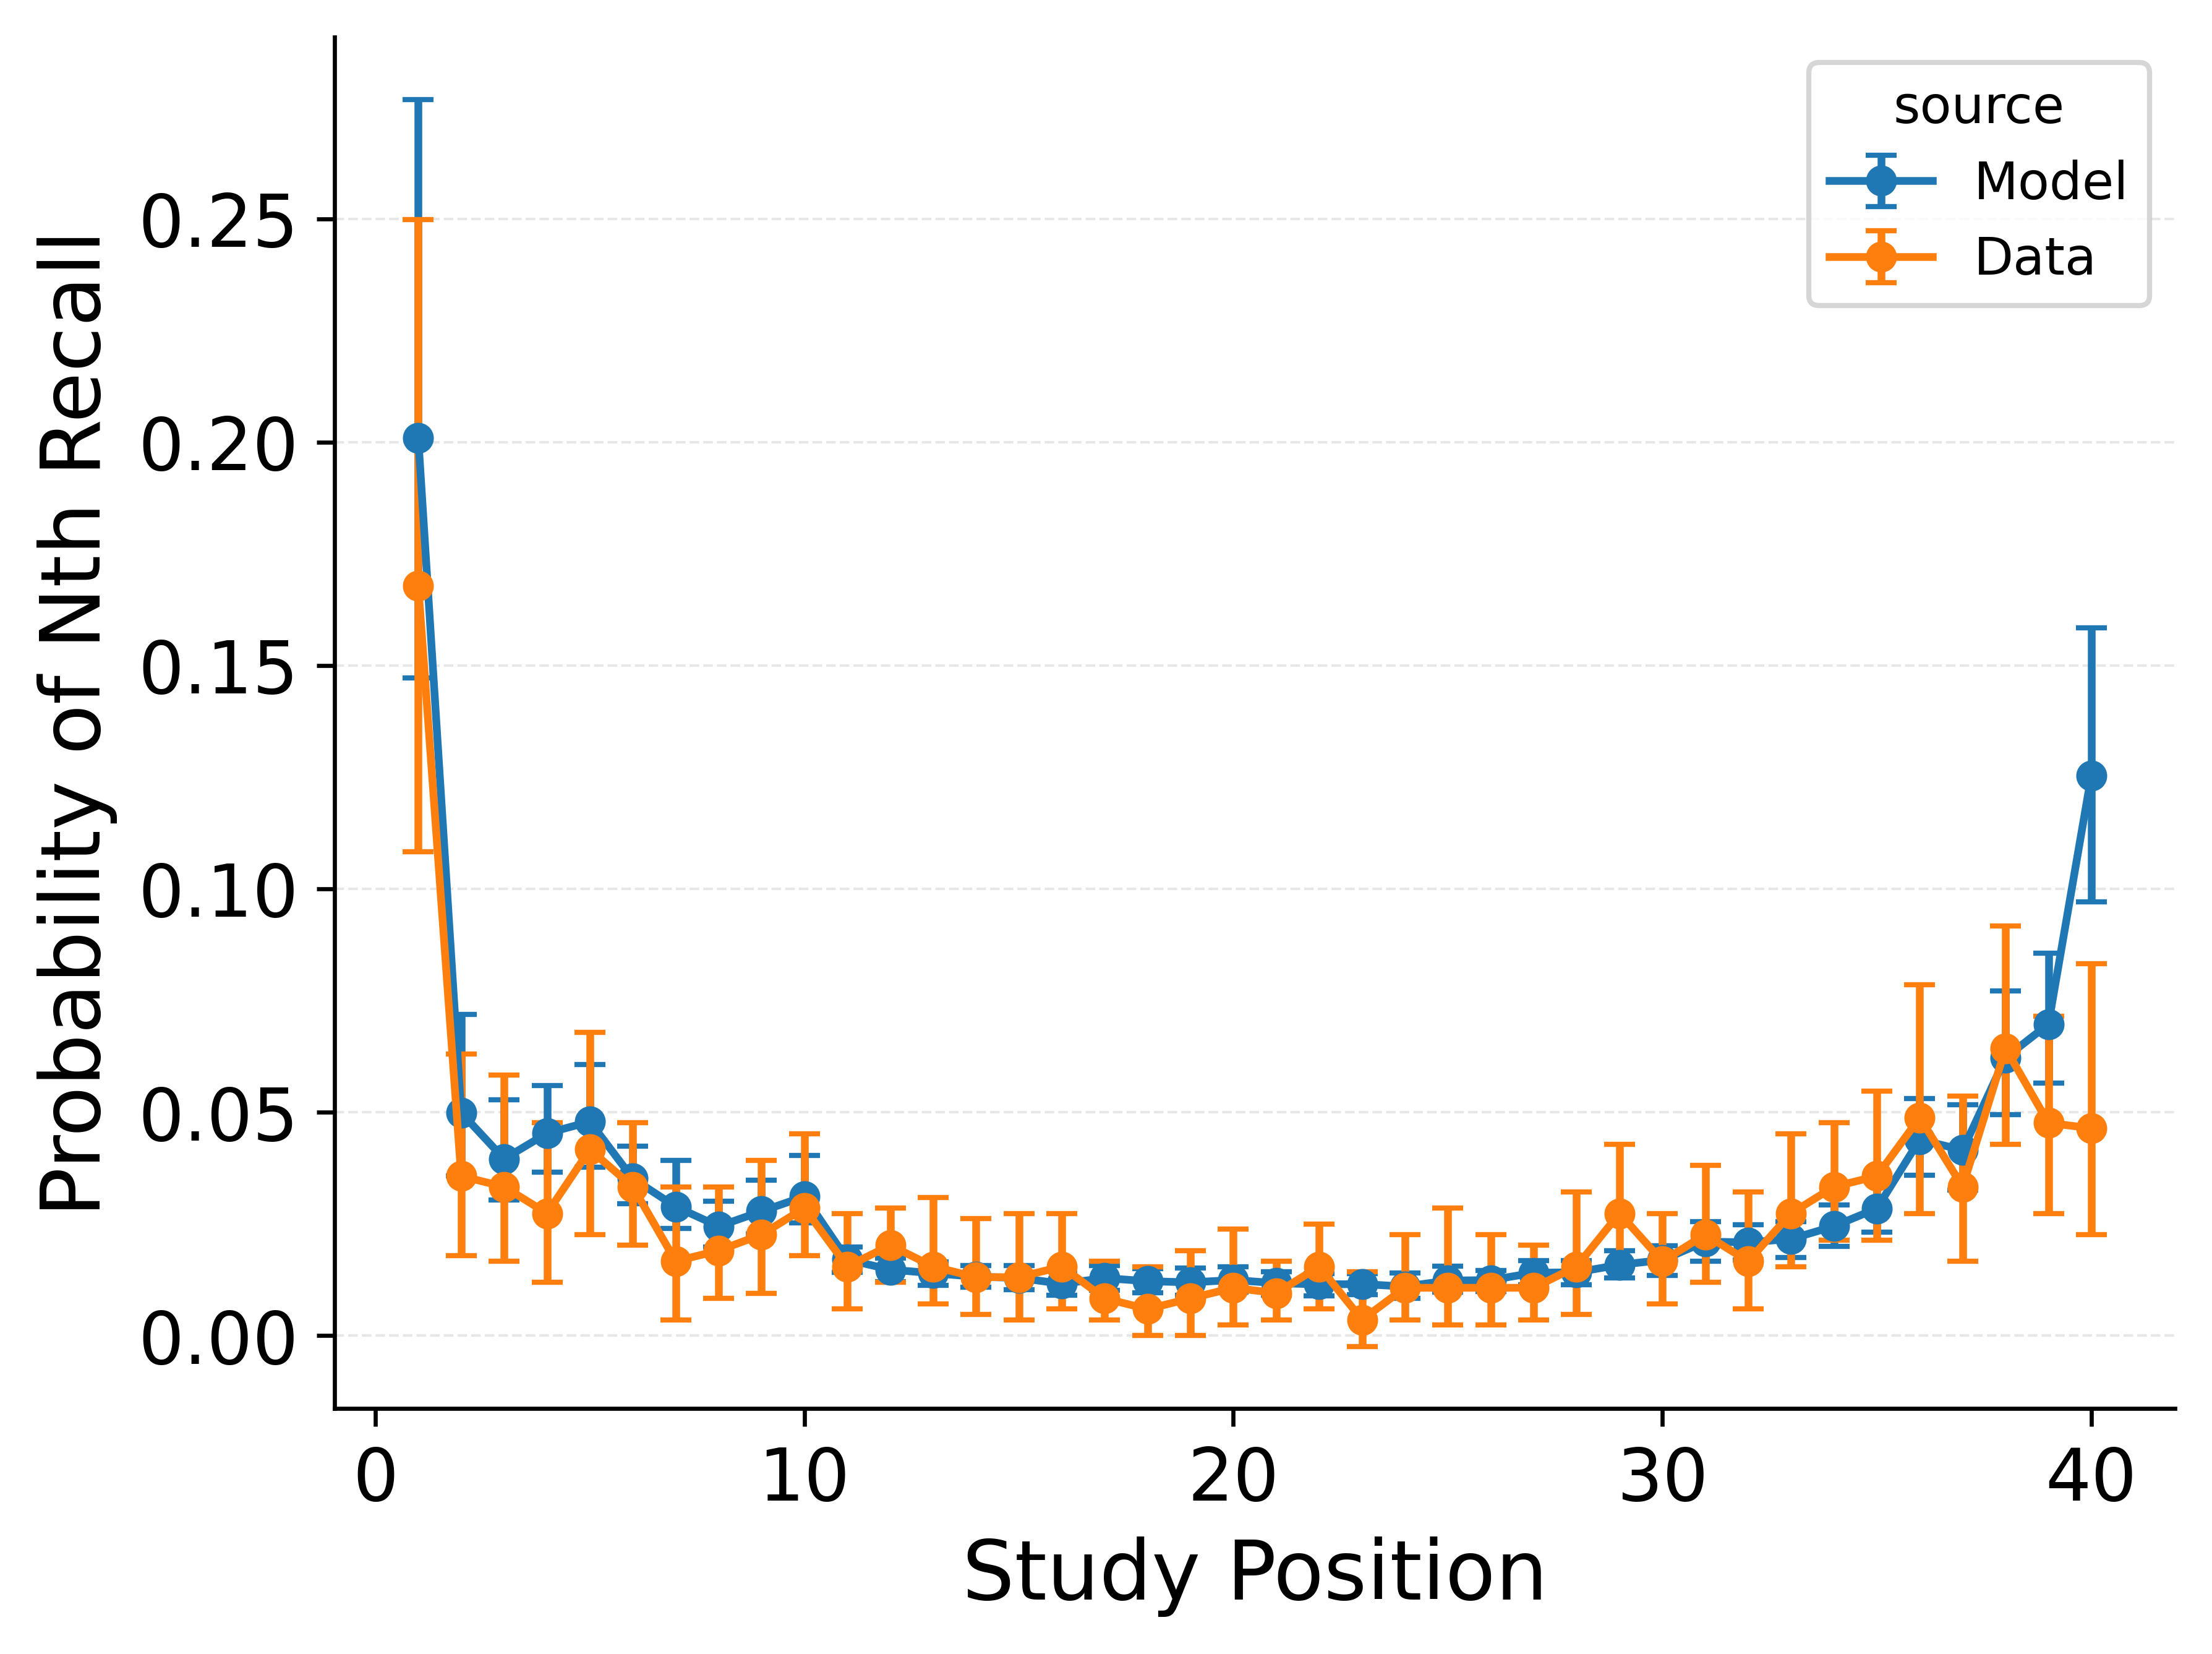 source
Model
Data
Probability of Nth Recall
0.25
0.20
0.15
0.10
0.05
0.00
0 10 20 30 40
Study Position